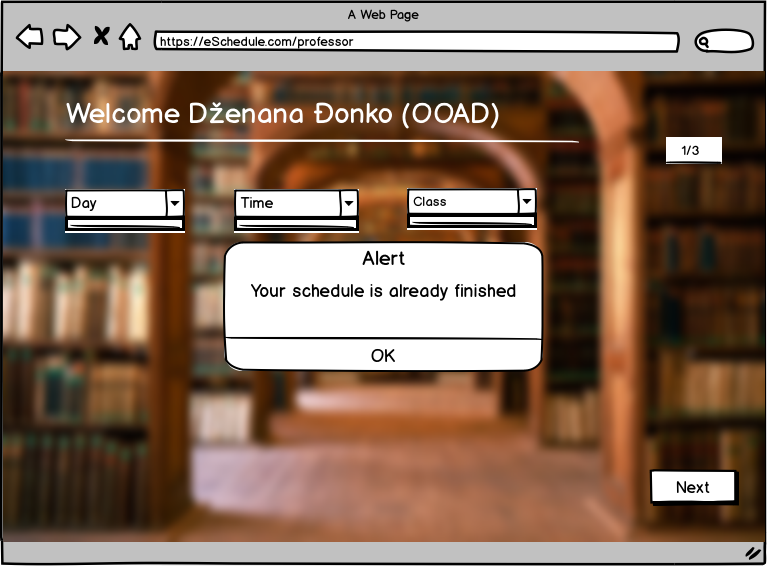 A Web Page
https://eSchedule.com/professor
Welcome Dženana Đonko (OOAD)
1/3
Day
Time
Class
Alert
Your schedule is already finished
OK
Next